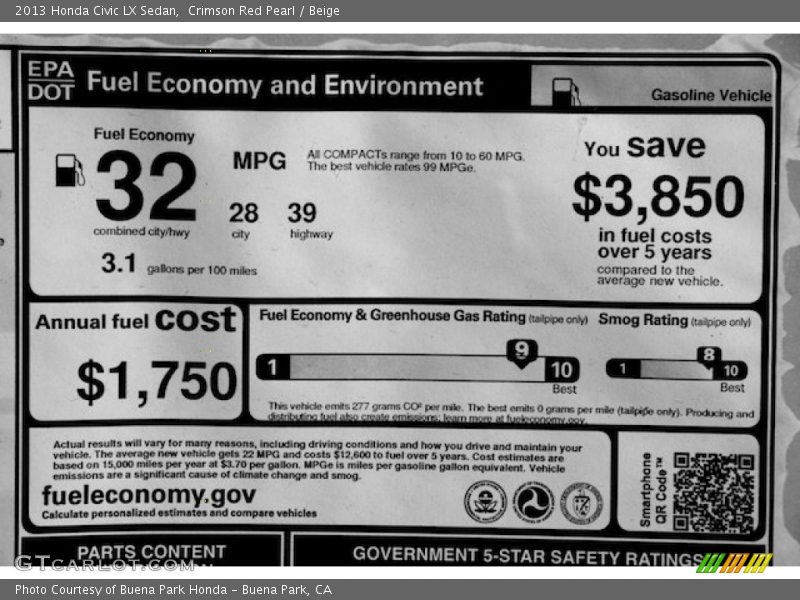 2013 Honda Civic LX Sedan,  Crimson Red Pearl / Beige
EPA
DOT
Fuel Economy and Environment
Gasoline Vehicle
Fuel Economy
32
MPG
combined city/hwy
28
city
39
highway
3.1 gallons per 100 miles
All COMPACTs range from 10 to 60 MPG.
The best vehicle rates 99 MPGe.
You save
$3,850
in fuel costs
over 5 years
compared to the
average new vehicle.
Annual fuel cost
$1,750
Fuel Economy & Greenhouse Gas Rating (tailpipe only)
1
9
10
Best
Smog Rating (tailpipe only)
1
8
10
Best
This vehicle emits 277 grams CO² per mile. The best emits 0 grams per mile (tailpipe only). Producing and
distributing fuel also create emissions; learn more at fueleconomy.gov.
Actual results will vary for many reasons, including driving conditions and how you drive and maintain your
vehicle. The average new vehicle gets 22 MPG and costs $12,600 to fuel over 5 years. Cost estimates are
based on 15,000 miles per year at $3.70 per gallon. MPGe is miles per gasoline gallon equivalent. Vehicle
emissions are a significant cause of climate change and smog.
fueleconomy.gov
Calculate personalized estimates and compare vehicles
Smartphone
QR Code™
PARTS CONTENT
GOVERNMENT 5-STAR SAFETY RATINGS
GTCARLOT.COM
Photo Courtesy of Buena Park Honda - Buena Park, CA